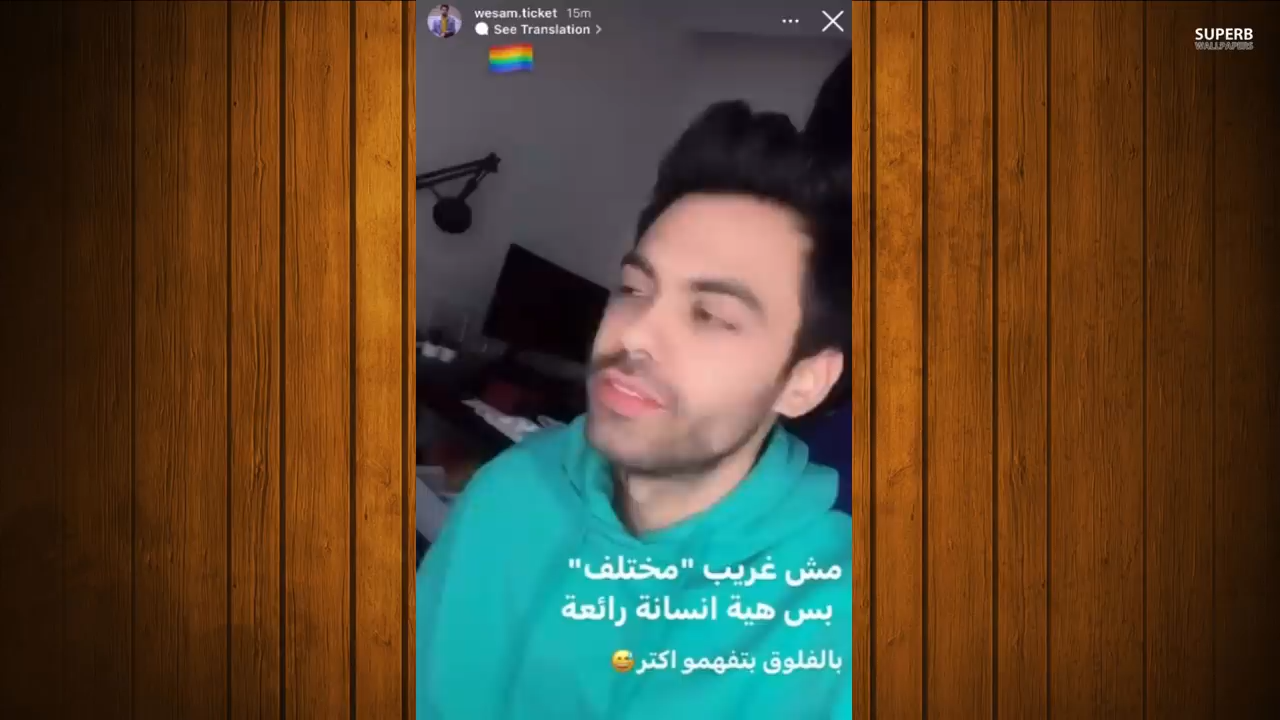 wesam.ticket 15m
See Translation >
SUPERB
WALLPAPERS
مش غريب "مختلف"
بس هية انسانة رائعة
بالفلوق بتفهمو اكتر😅